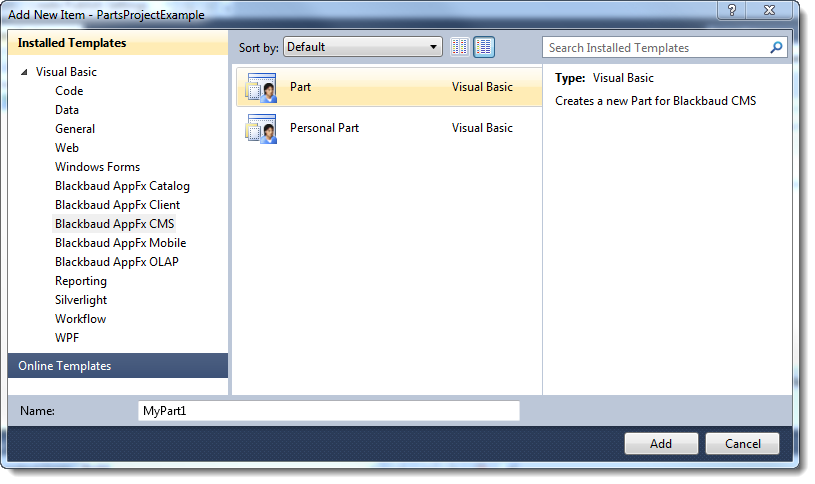 Add New Item - PartsProjectExample
?
Installed Templates
Visual Basic
Code
Data
General
Web
Windows Forms
Blackbaud AppFx Catalog
Blackbaud AppFx Client
Blackbaud AppFx CMS
Blackbaud AppFx Mobile
Blackbaud AppFx OLAP
Reporting
Silverlight
Workflow
WPF
Online Templates
Sort by: Default
Part Visual Basic
Personal Part Visual Basic
Search Installed Templates
Type: Visual Basic
Creates a new Part for Blackbaud CMS
Name: MyPart1
Add Cancel